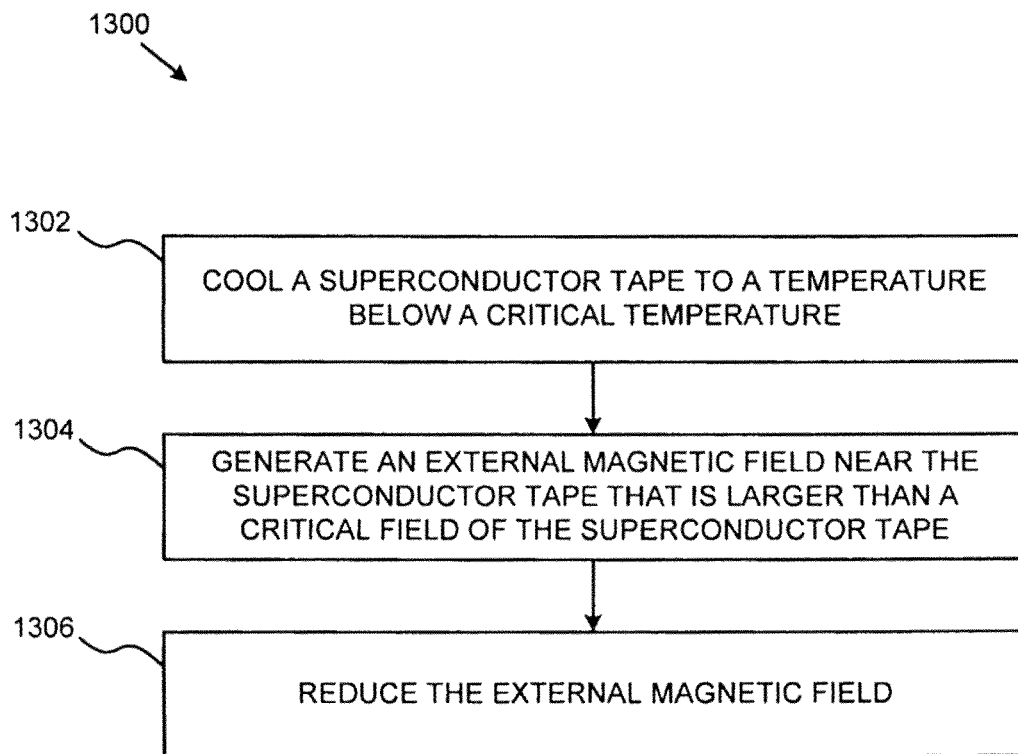 1300
1302
COOL A SUPERCONDUCTOR TAPE TO A TEMPERATURE
BELOW A CRITICAL TEMPERATURE
1304
GENERATE AN EXTERNAL MAGNETIC FIELD NEAR THE
SUPERCONDUCTOR TAPE THAT IS LARGER THAN A
CRITICAL FIELD OF THE SUPERCONDUCTOR TAPE
1306
REDUCE THE EXTERNAL MAGNETIC FIELD